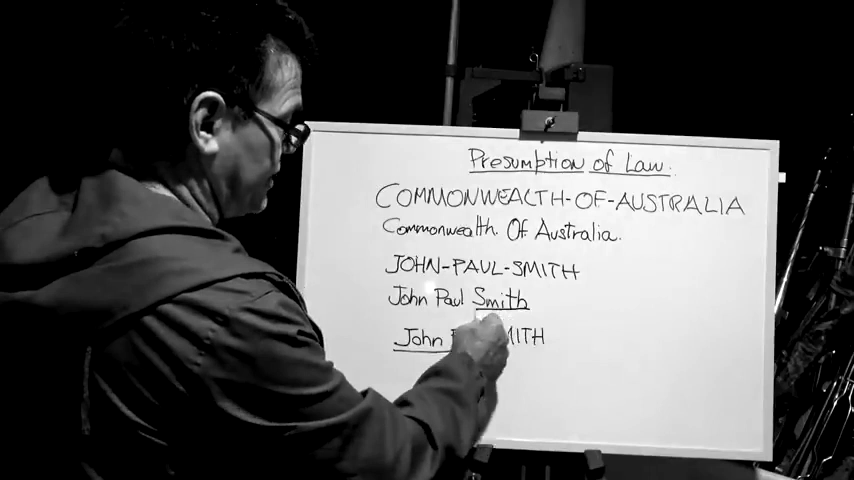 Presumption of Law.
COMMONWEALTH-OF-AUSTRALIA
Commonwealth. Of Australia.
JOHN-PAUL-SMITH
John Paul Smith
John